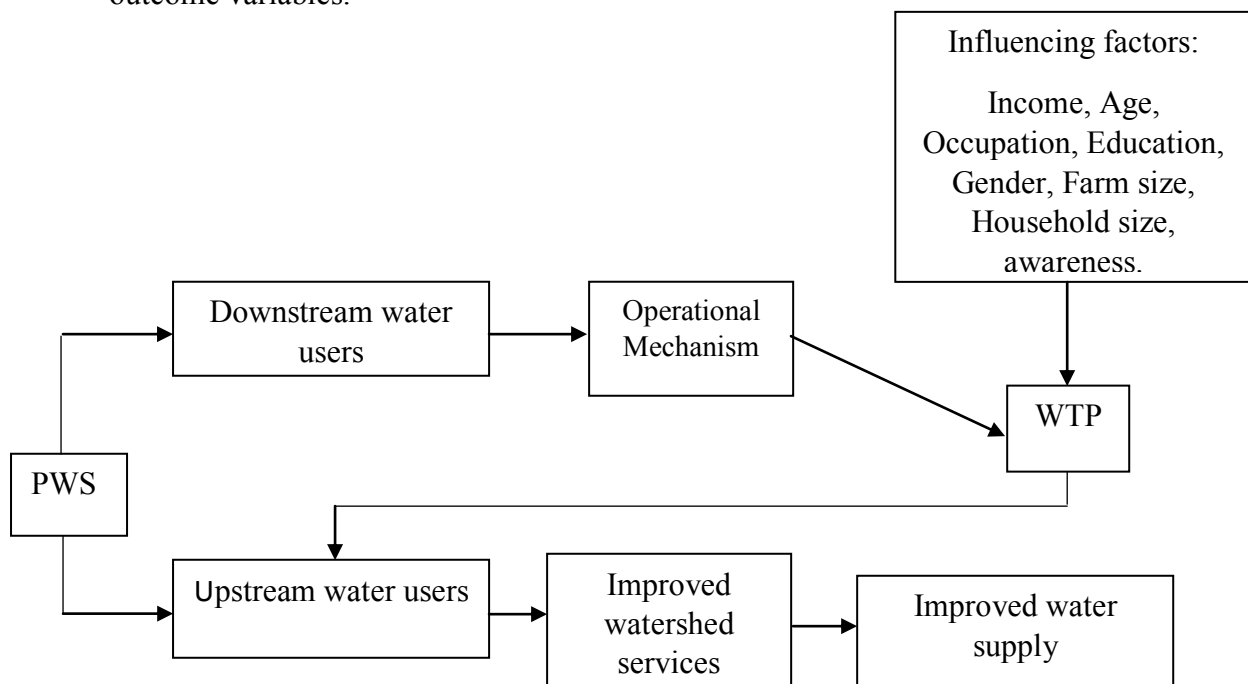 outcome variables.
Influencing factors:
Income, Age,
Occupation, Education,
Gender, Farm size,
Household size,
awareness.
Downstream water
users
Operational
Mechanism
WTP
PWS
Upstream water users
Improved
watershed
services
Improved water
supply